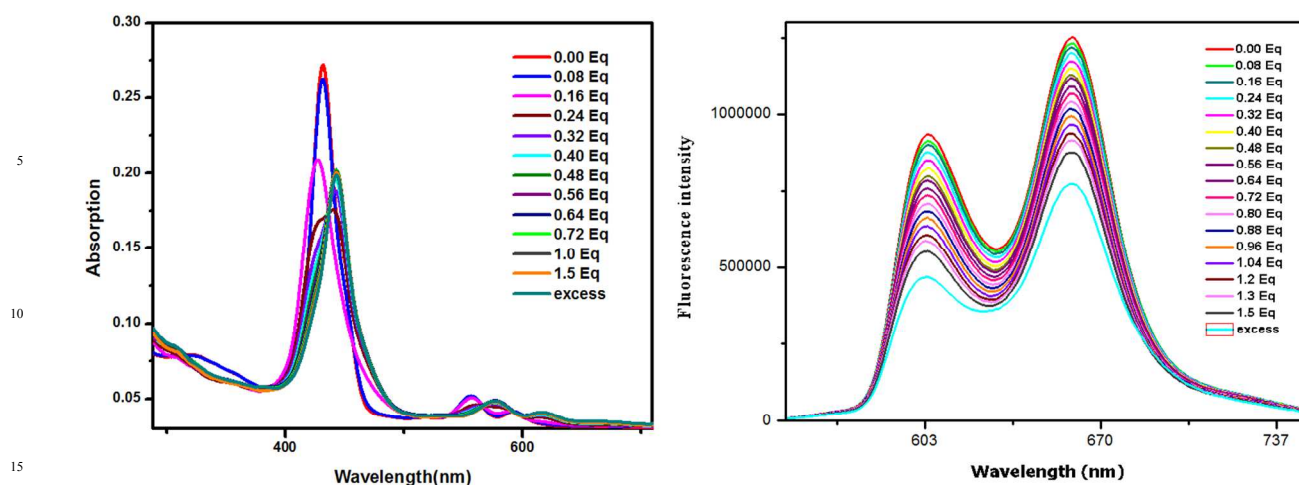 5
10
15
0.30
0.25
0.20
0.15
0.10
0.05
Absorption
400
600
Wavelength(nm)
0.00 Eq
0.08 Eq
0.16 Eq
0.24 Eq
0.32 Eq
0.40 Eq
0.48 Eq
0.56 Eq
0.64 Eq
0.72 Eq
1.0 Eq
1.5 Eq
excess
1000000
500000
0
Fluorescence intensity
603
670
737
Wavelength (nm)
0.00 Eq
0.08 Eq
0.16 Eq
0.24 Eq
0.32 Eq
0.40 Eq
0.48 Eq
0.56 Eq
0.64 Eq
0.72 Eq
0.80 Eq
0.88 Eq
0.96 Eq
1.04 Eq
1.2 Eq
1.3 Eq
1.5 Eq
excess